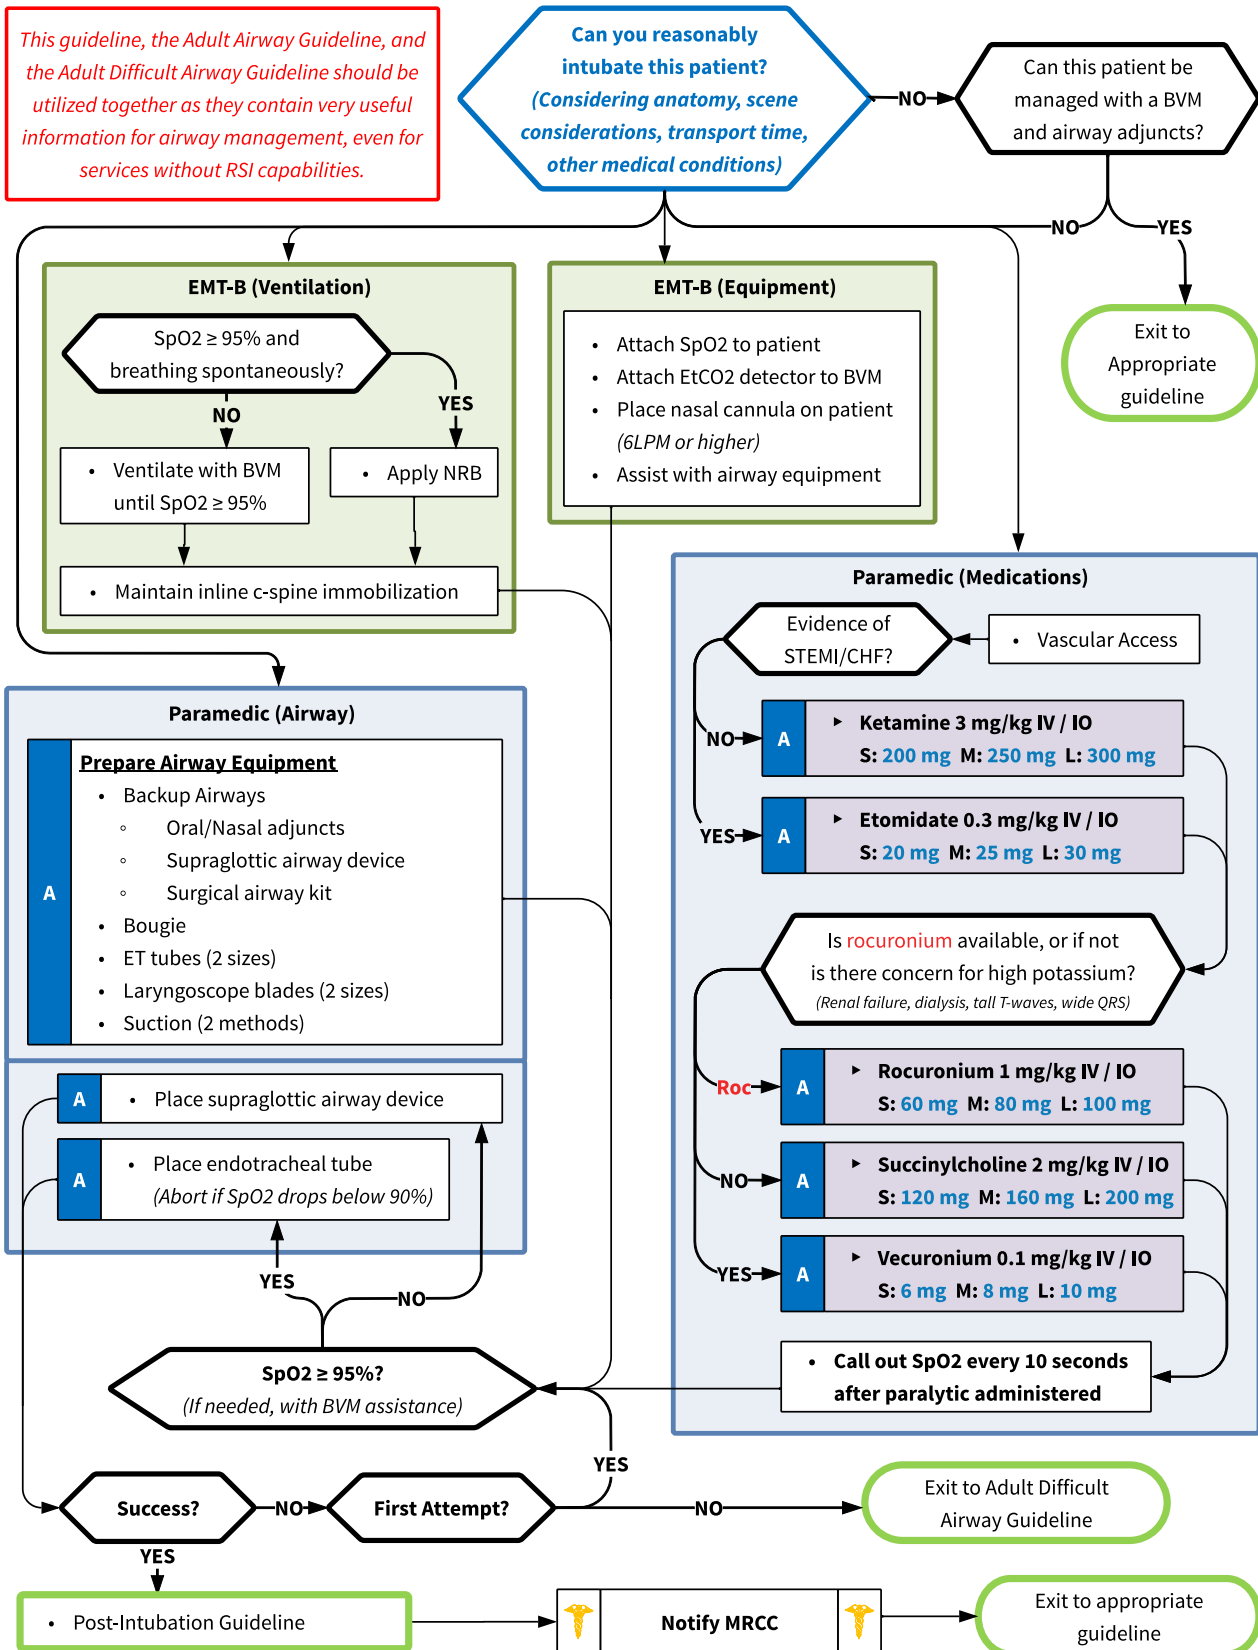 This guideline, the Adult Airway Guideline, and
the Adult Difficult Airway Guideline should be
utilized together as they contain very useful
information for airway management, even for
services without RSI capabilities.
Can you reasonably
intubate this patient?
(Considering anatomy, scene
considerations, transport time,
other medical conditions)
NO
Can this patient be
managed with a BVM
and airway adjuncts?
NO
YES
Exit to
Appropriate
guideline
EMT-B (Ventilation)
SpO2 ≥ 95% and
breathing spontaneously?
NO
YES
• Ventilate with BVM
until SpO2 ≥ 95%
• Apply NRB
• Maintain inline c-spine immobilization
EMT-B (Equipment)
• Attach SpO2 to patient
• Attach EtCO2 detector to BVM
• Place nasal cannula on patient
(6LPM or higher)
• Assist with airway equipment
Paramedic (Medications)
Evidence of
STEMI/CHF?
• Vascular Access
NO
A
▸ Ketamine 3 mg/kg IV / IO
S: 200 mg M: 250 mg L: 300 mg
YES
A
▸ Etomidate 0.3 mg/kg IV / IO
S: 20 mg M: 25 mg L: 30 mg
Is rocuronium available, or if not
is there concern for high potassium?
(Renal failure, dialysis, tall T-waves, wide QRS)
Roc
A
▸ Rocuronium 1 mg/kg IV / IO
S: 60 mg M: 80 mg L: 100 mg
NO
A
▸ Succinylcholine 2 mg/kg IV / IO
S: 120 mg M: 160 mg L: 200 mg
YES
A
▸ Vecuronium 0.1 mg/kg IV / IO
S: 6 mg M: 8 mg L: 10 mg
• Call out SpO2 every 10 seconds
after paralytic administered
Paramedic (Airway)
A
Prepare Airway Equipment
• Backup Airways
◦ Oral/Nasal adjuncts
◦ Supraglottic airway device
◦ Surgical airway kit
• Bougie
• ET tubes (2 sizes)
• Laryngoscope blades (2 sizes)
• Suction (2 methods)
A
• Place supraglottic airway device
A
• Place endotracheal tube
(Abort if SpO2 drops below 90%)
YES
NO
SpO2 ≥ 95%?
(If needed, with BVM assistance)
YES
Success?
NO
First Attempt?
NO
Exit to Adult Difficult
Airway Guideline
YES
• Post-Intubation Guideline
Notify MRCC
Exit to appropriate
guideline